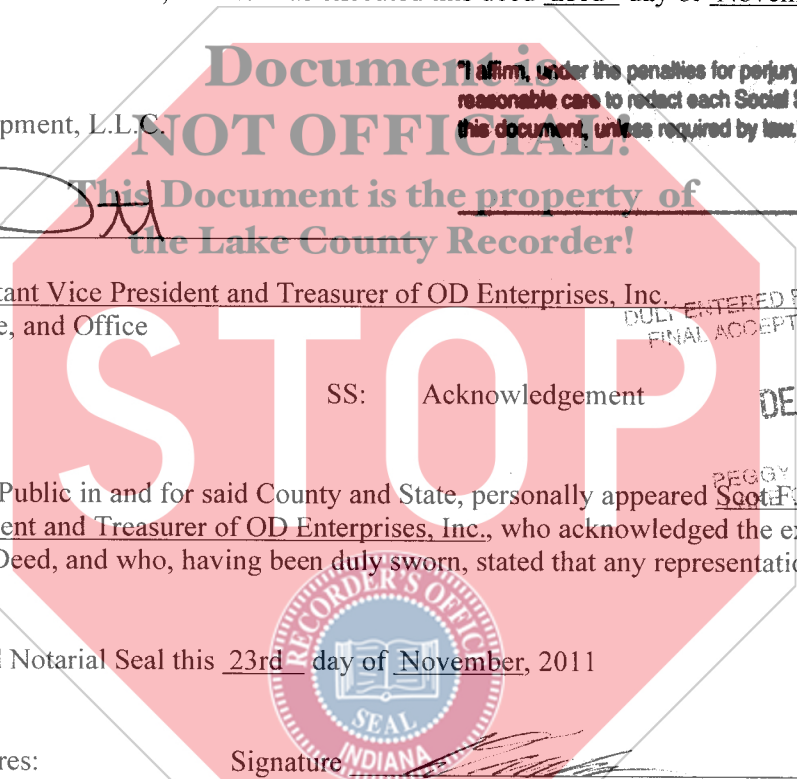 Document is
NOT OFFICIAL!
This Document is the property of
the Lake County Recorder!
"I affirm, under the penalties for perjury
reasonable care to redact each Social S
this document, unless required by law.
pment, L.L.C.
tant Vice President and Treasurer of OD Enterprises, Inc.
e, and Office
DULY ENTERED F
FINAL ACCEPT
STOP
SS: Acknowledgement
DE
PEGGY
Public in and for said County and State, personally appeared Scot F.
ent and Treasurer of OD Enterprises, Inc., who acknowledged the ex
Deed, and who, having been duly sworn, stated that any representatio
RECORDER'S OFFICE
SEAL
INDIANA
Notarial Seal this 23rd day of November, 2011
res: Signature